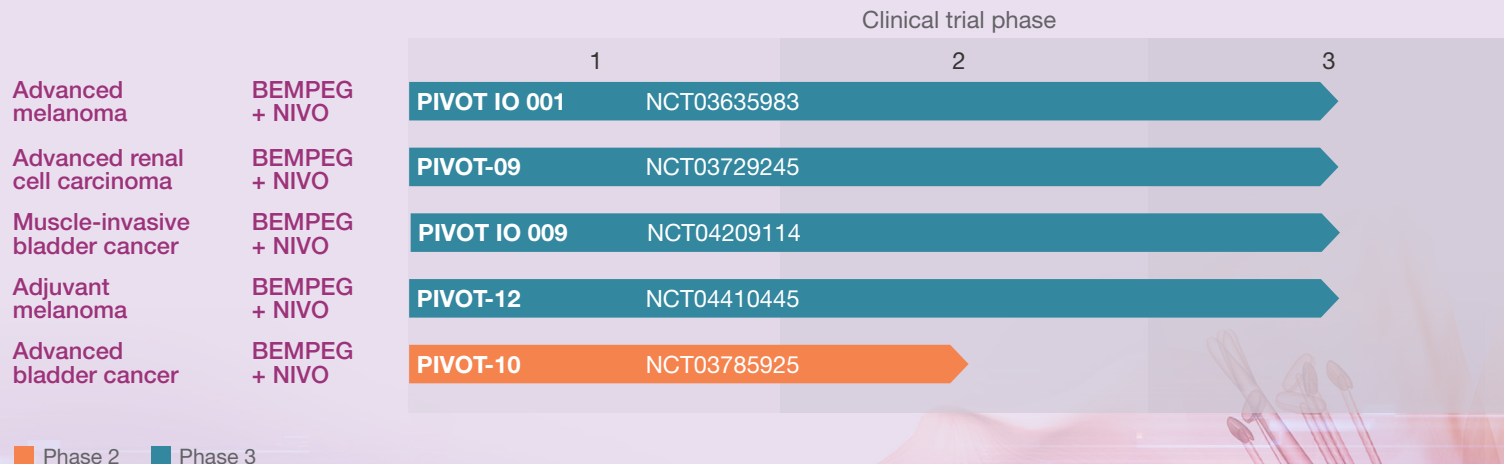 Clinical trial phase
1 2 3
Advanced melanoma BEMPEG + NIVO PIVOT IO 001 NCT03635983
Advanced renal cell carcinoma BEMPEG + NIVO PIVOT-09 NCT03729245
Muscle-invasive bladder cancer BEMPEG + NIVO PIVOT IO 009 NCT04209114
Adjuvant melanoma BEMPEG + NIVO PIVOT-12 NCT04410445
Advanced bladder cancer BEMPEG + NIVO PIVOT-10 NCT03785925
Phase 2 Phase 3